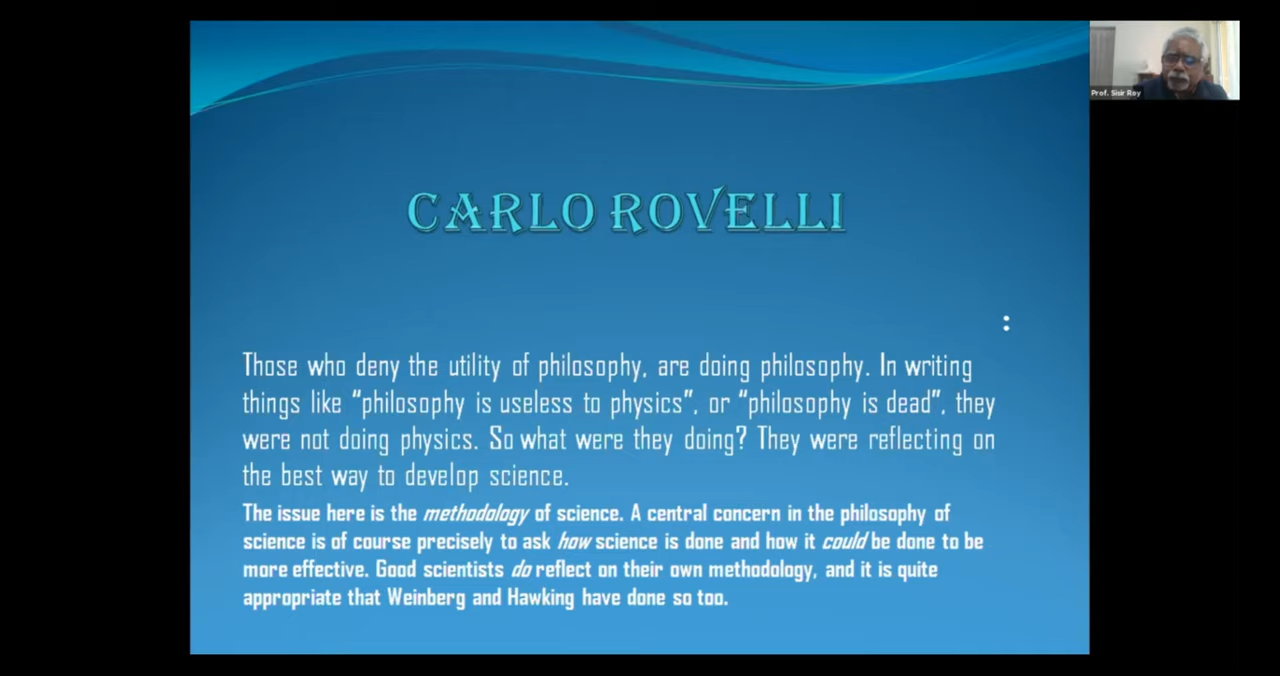 Prof. Sisir Roy
CARLO ROVELLI
:
Those who deny the utility of philosophy, are doing philosophy. In writing
things like “philosophy is useless to physics”, or “philosophy is dead”, they
were not doing physics. So what were they doing? They were reflecting on
the best way to develop science.
The issue here is the methodology of science. A central concern in the philosophy of
science is of course precisely to ask how science is done and how it could be done to be
more effective. Good scientists do reflect on their own methodology, and it is quite
appropriate that Weinberg and Hawking have done so too.